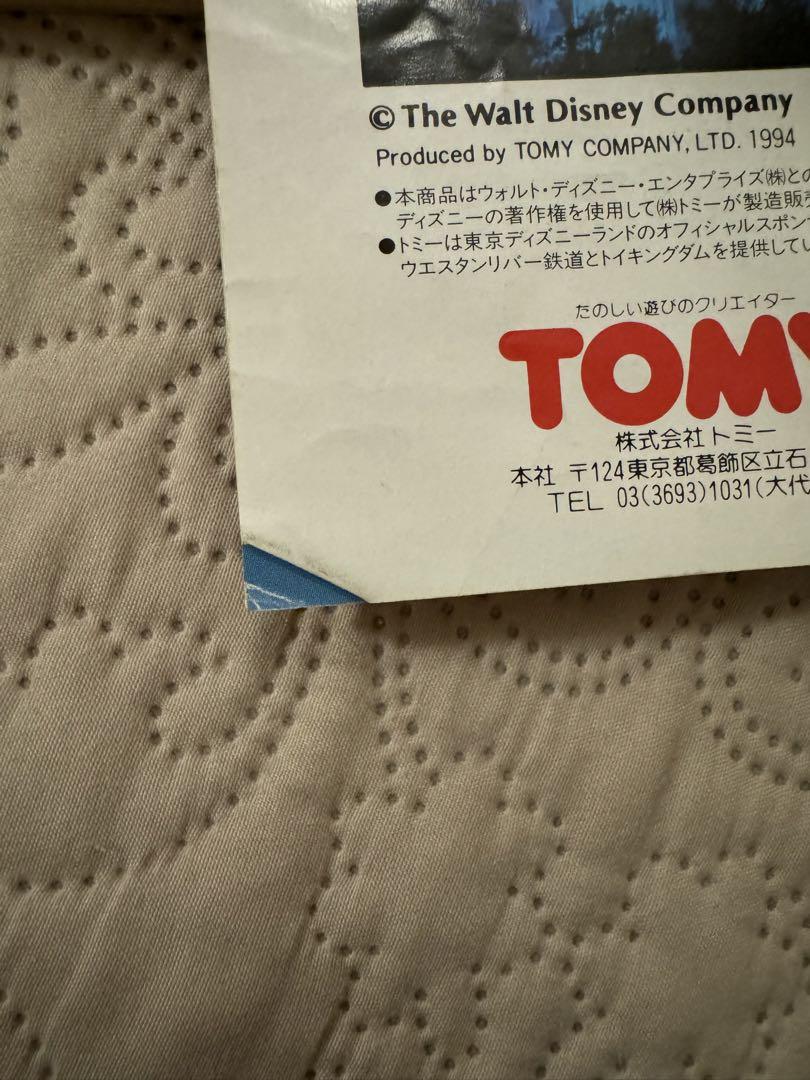 © The Walt Disney Company
Produced by TOMY COMPANY, LTD. 1994
●本商品はウォルト・ディズニー・エンタプライズ(株)との
ディズニーの著作権を使用して(株)トミーが製造販売
●トミーは東京ディズニーランドのオフィシャルスポン
ウエスタンリバー鉄道とトイキングダムを提供してい
たのしい遊びのクリエイター
TOMY
株式会社トミー
本社 〒124東京都葛飾区立石
TEL 03(3693)1031(大代